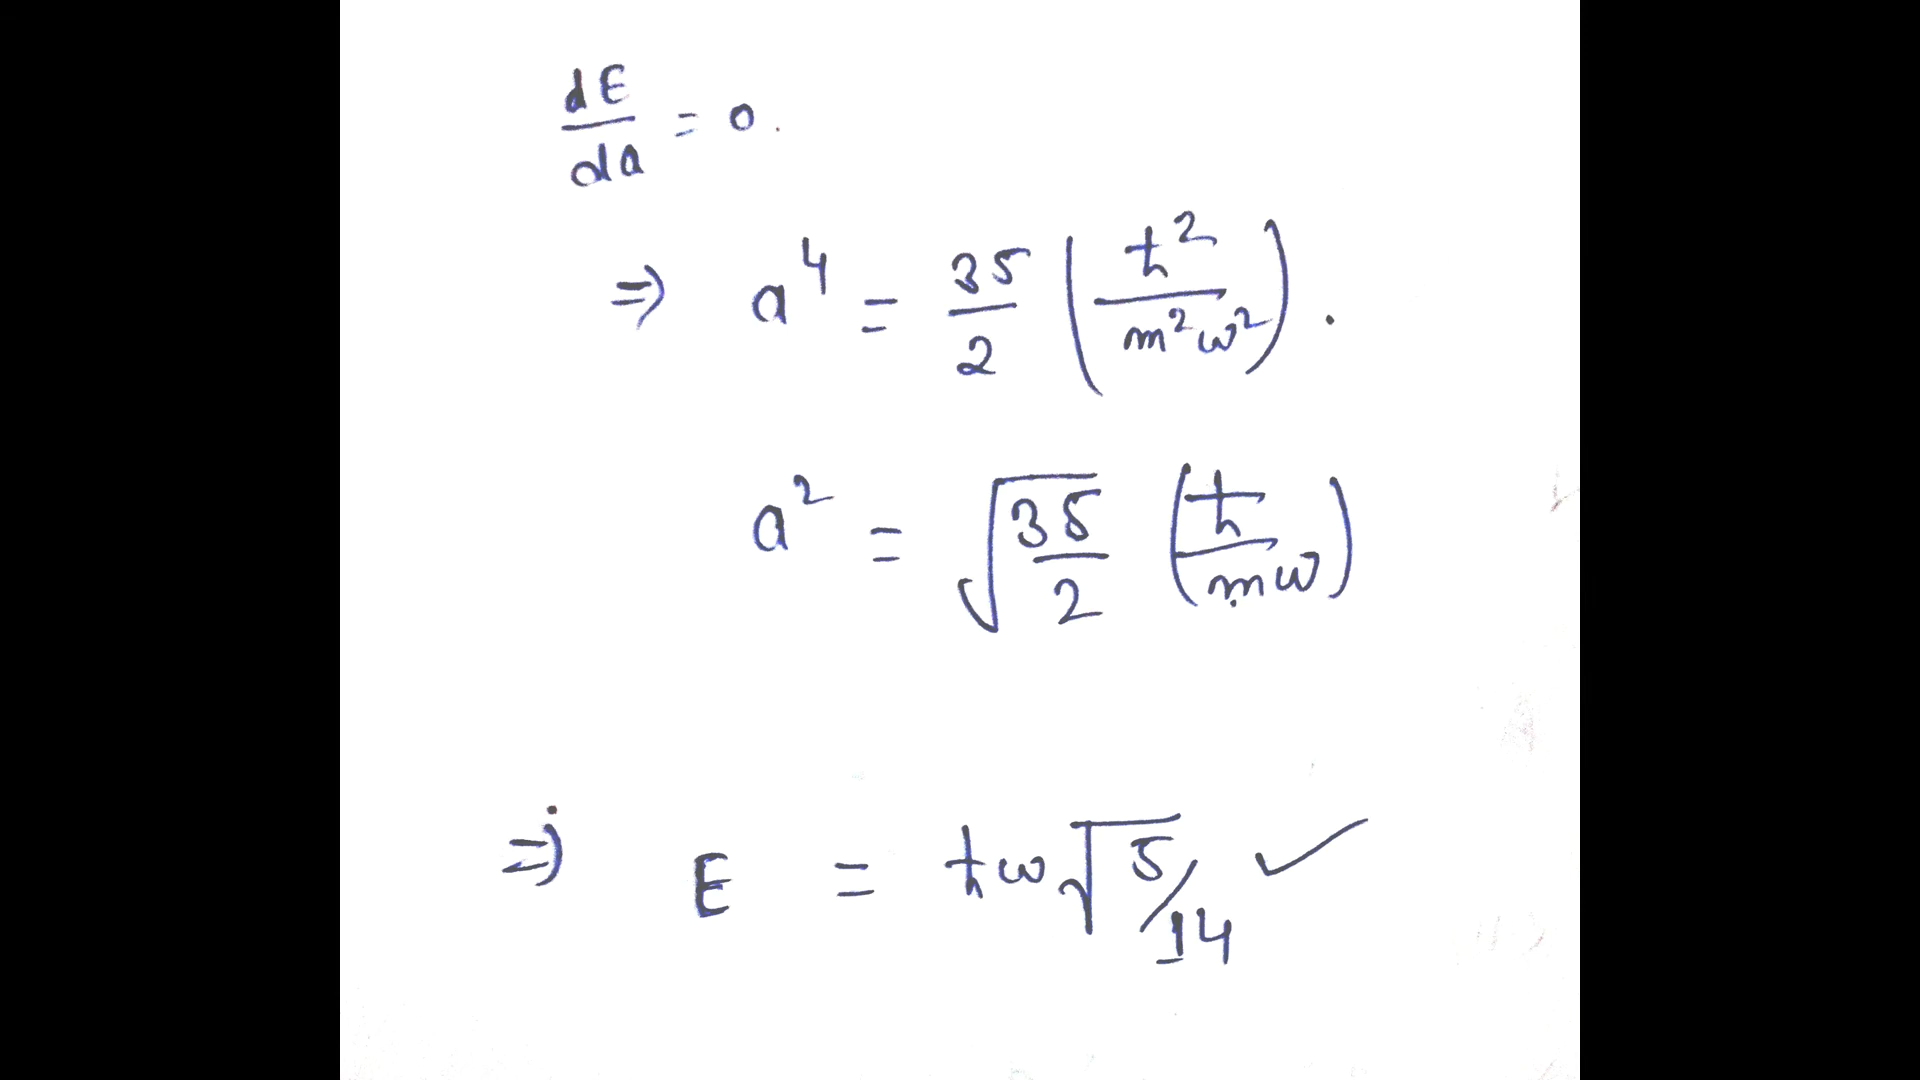 dE/da = 0.
⇒ a⁴ = 35/2 (ħ²/m²ω²).
a² = √(35/2) (ħ/mω)
⇒ E = ħω√(5/14) ✓